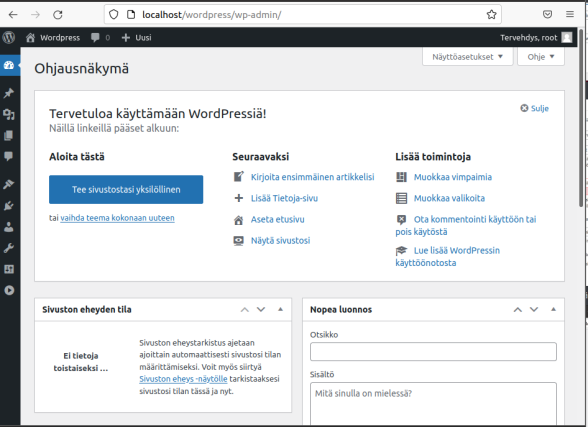 localhost/wordpress/wp-admin/
Wordpress 0 + Uusi Tervehdys, root
Näyttöasetukset ▼ Ohje ▼
Ohjausnäkymä
Tervetuloa käyttämään WordPressiä!
Sulje
Näillä linkeillä pääset alkuun:
Aloita tästä
Tee sivustostasi yksilöllinen
tai vaihda teema kokonaan uuteen
Seuraavaksi
Kirjoita ensimmäinen artikkelisi
Lisää Tietoja-sivu
Aseta etusivu
Näytä sivustosi
Lisää toimintoja
Muokkaa vimpaimia
Muokkaa valikoita
Ota kommentointi käyttöön tai
pois käytöstä
Lue lisää WordPressin
käyttöönotosta
Sivuston eheyden tila
Ei tietoja
toistaiseksi ...
Sivuston eheystarkistus ajetaan
ajoittain automaattisesti sivustosi tilan
määrittämiseksi. Voit myös siirtyä
Sivuston eheys -näytölle tarkistaaksesi
sivustosi tilan tässä ja nyt.
Nopea luonnos
Otsikko
Sisältö
Mitä sinulla on mielessä?